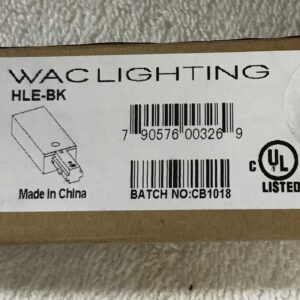 WAC LIGHTING
HLE-BK
7 90576 00326 9
Made in China
BATCH NO:CB1018
C UL
LISTED